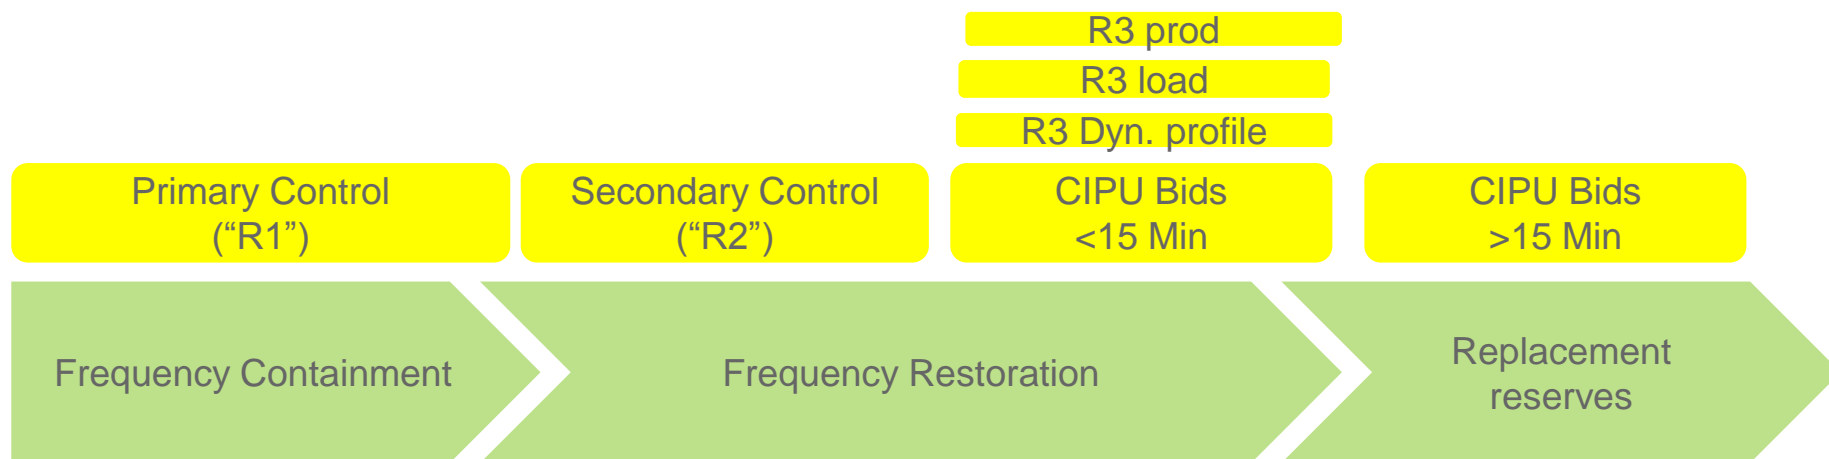 R3 prod
R3 load
R3 Dyn. profile
Primary Control
(“R1”)
Secondary Control
(“R2”)
CIPU Bids
<15 Min
CIPU Bids
>15 Min
Frequency Containment
Frequency Restoration
Replacement
reserves